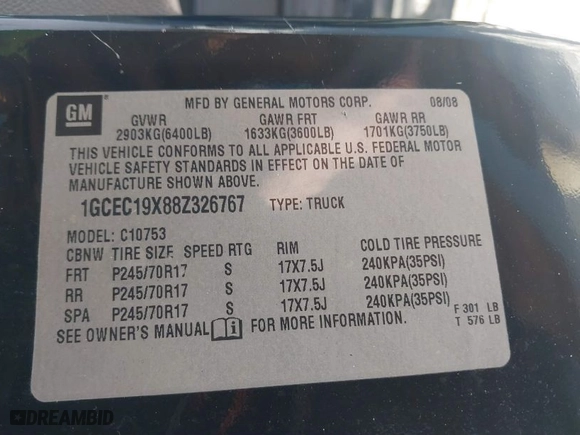 MFD BY GENERAL MOTORS CORP. 08/08
GM
GVWR GAWR FRT GAWR RR
2903KG(6400LB) 1633KG(3600LB) 1701KG(3750LB)
THIS VEHICLE CONFORMS TO ALL APPLICABLE U.S. FEDERAL MOTOR
VEHICLE SAFETY STANDARDS IN EFFECT ON THE DATE OF
MANUFACTURE SHOWN ABOVE.
1GCEC19X88Z326767 TYPE: TRUCK
MODEL: C10753
CBNW TIRE SIZE SPEED RTG RIM COLD TIRE PRESSURE
FRT P245/70R17 S 17X7.5J 240KPA(35PSI)
RR P245/70R17 S 17X7.5J 240KPA(35PSI)
SPA P245/70R17 S 17X7.5J 240KPA(35PSI)
SEE OWNER'S MANUAL FOR MORE INFORMATION.
F 301 LB
T 576 LB
DREAMBID